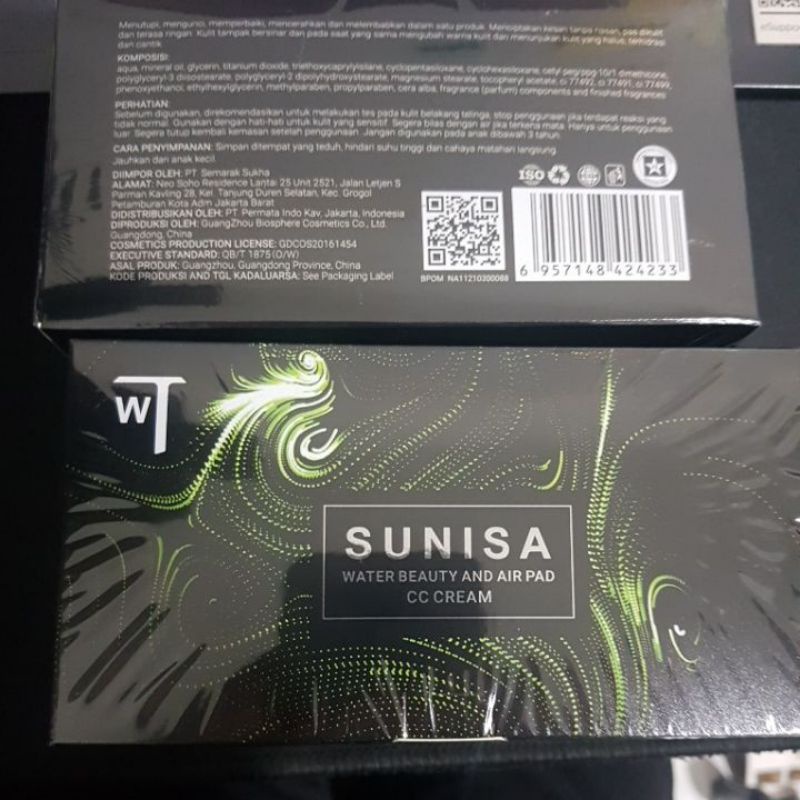 Menutupi, mengunci, memperbaiki, mencerahkan dan melembabkan dalam satu produk. Menciptakan kesan tanpa riasan, pas dikulit
dan terasa ringan. Kulit tampak bersinar dan pada saat yang sama mengubah warna kulit dan menunjukan kulit yang halus, terhidrasi
dan cantik.
KOMPOSISI:
aqua, mineral oil, glycerin, titanium dioxide, triethoxycaprylylsilane, cyclopentasiloxane, cyclohexasiloxane, cetyl peg/ppg-10/1 dimethicone,
polyglyceryl-3 diisostearate, polyglyceryl-2 dipolyhydroxystearate, magnesium stearate, tocopheryl acetate, ci 77492, ci 77491, ci 77499,
phenoxyethanol, ethylhexylglycerin, methylparaben, propylparaben, cera alba, fragrance (parfum) components and finished fragrances
PERHATIAN:
Sebelum digunakan, direkomendasikan untuk melakukan tes pada kulit belakang telinga, stop penggunaan jika terdapat reaksi yang
tidak normal. Gunakan dengan hati-hati untuk kulit yang sensitif. Segera bilas dengan air jika terkena mata. Hanya untuk penggunaan
luar. Segera tutup kembali kemasan setelah penggunaan. Jangan digunakan pada anak dibawah 3 tahun.
CARA PENYIMPANAN: Simpan ditempat yang teduh, hindari suhu tinggi dan cahaya matahari langsung.
Jauhkan dari anak kecil.
DIIMPOR OLEH: PT. Semarak Sukha
ALAMAT: Neo Soho Residence Lantai 25 Unit 2521, Jalan Letjen S
Parman Kavling 28, Kel. Tanjung Duren Selatan, Kec. Grogol
Petamburan Kota Adm Jakarta Barat
DIDISTRIBUSIKAN OLEH: PT Permata Indo Kav, Jakarta, Indonesia
DIPRODUKSI OLEH: GuangZhou Biosphere Cosmetics Co., Ltd.
Guangdong, China
COSMETICS PRODUCTION LICENSE: GDCOS20161454
EXECUTIVE STANDARD: QB/T 1875(O/W)
ASAL PRODUK: Guangzhou, Guangdong Province, China
KODE PRODUKSI DAN TGL KADALUARSA: See Packaging Label
ISO
BPOM NA11210300088
6 957148 424233
WT
SUNISA
WATER BEAUTY AND AIR PAD
CC CREAM